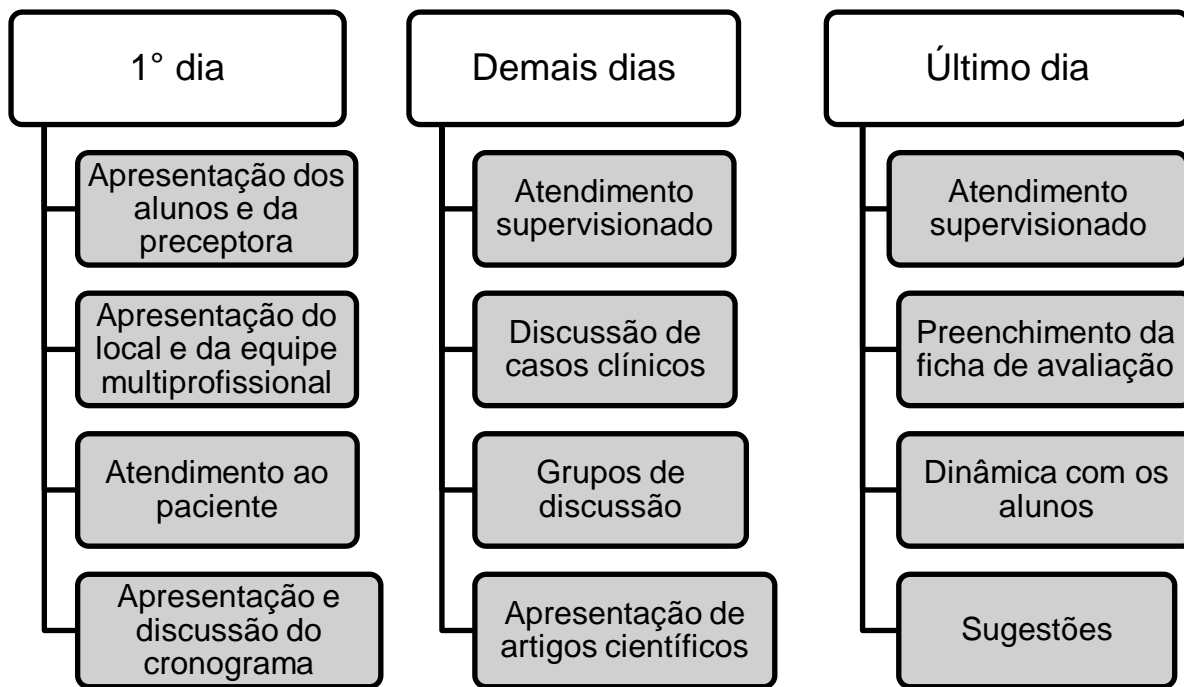 1° dia
Apresentação dos
alunos e da
preceptora
Apresentação do
local e da equipe
multiprofissional
Atendimento ao
paciente
Apresentação e
discussão do
cronograma
Demais dias
Atendimento
supervisionado
Discussão de
casos clínicos
Grupos de
discussão
Apresentação de
artigos científicos
Último dia
Atendimento
supervisionado
Preenchimento da
ficha de avaliação
Dinâmica com os
alunos
Sugestões